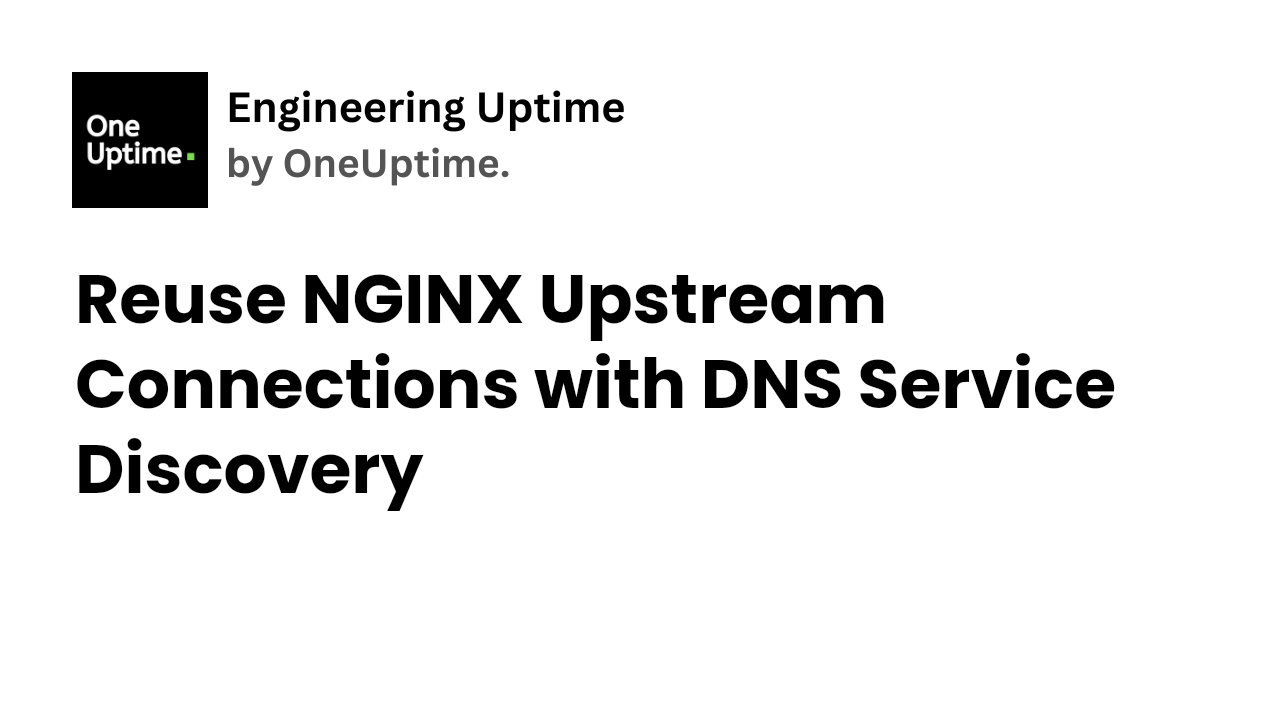 One
Uptime
Engineering Uptime
by OneUptime.
Reuse NGINX Upstream
Connections with DNS Service
Discovery